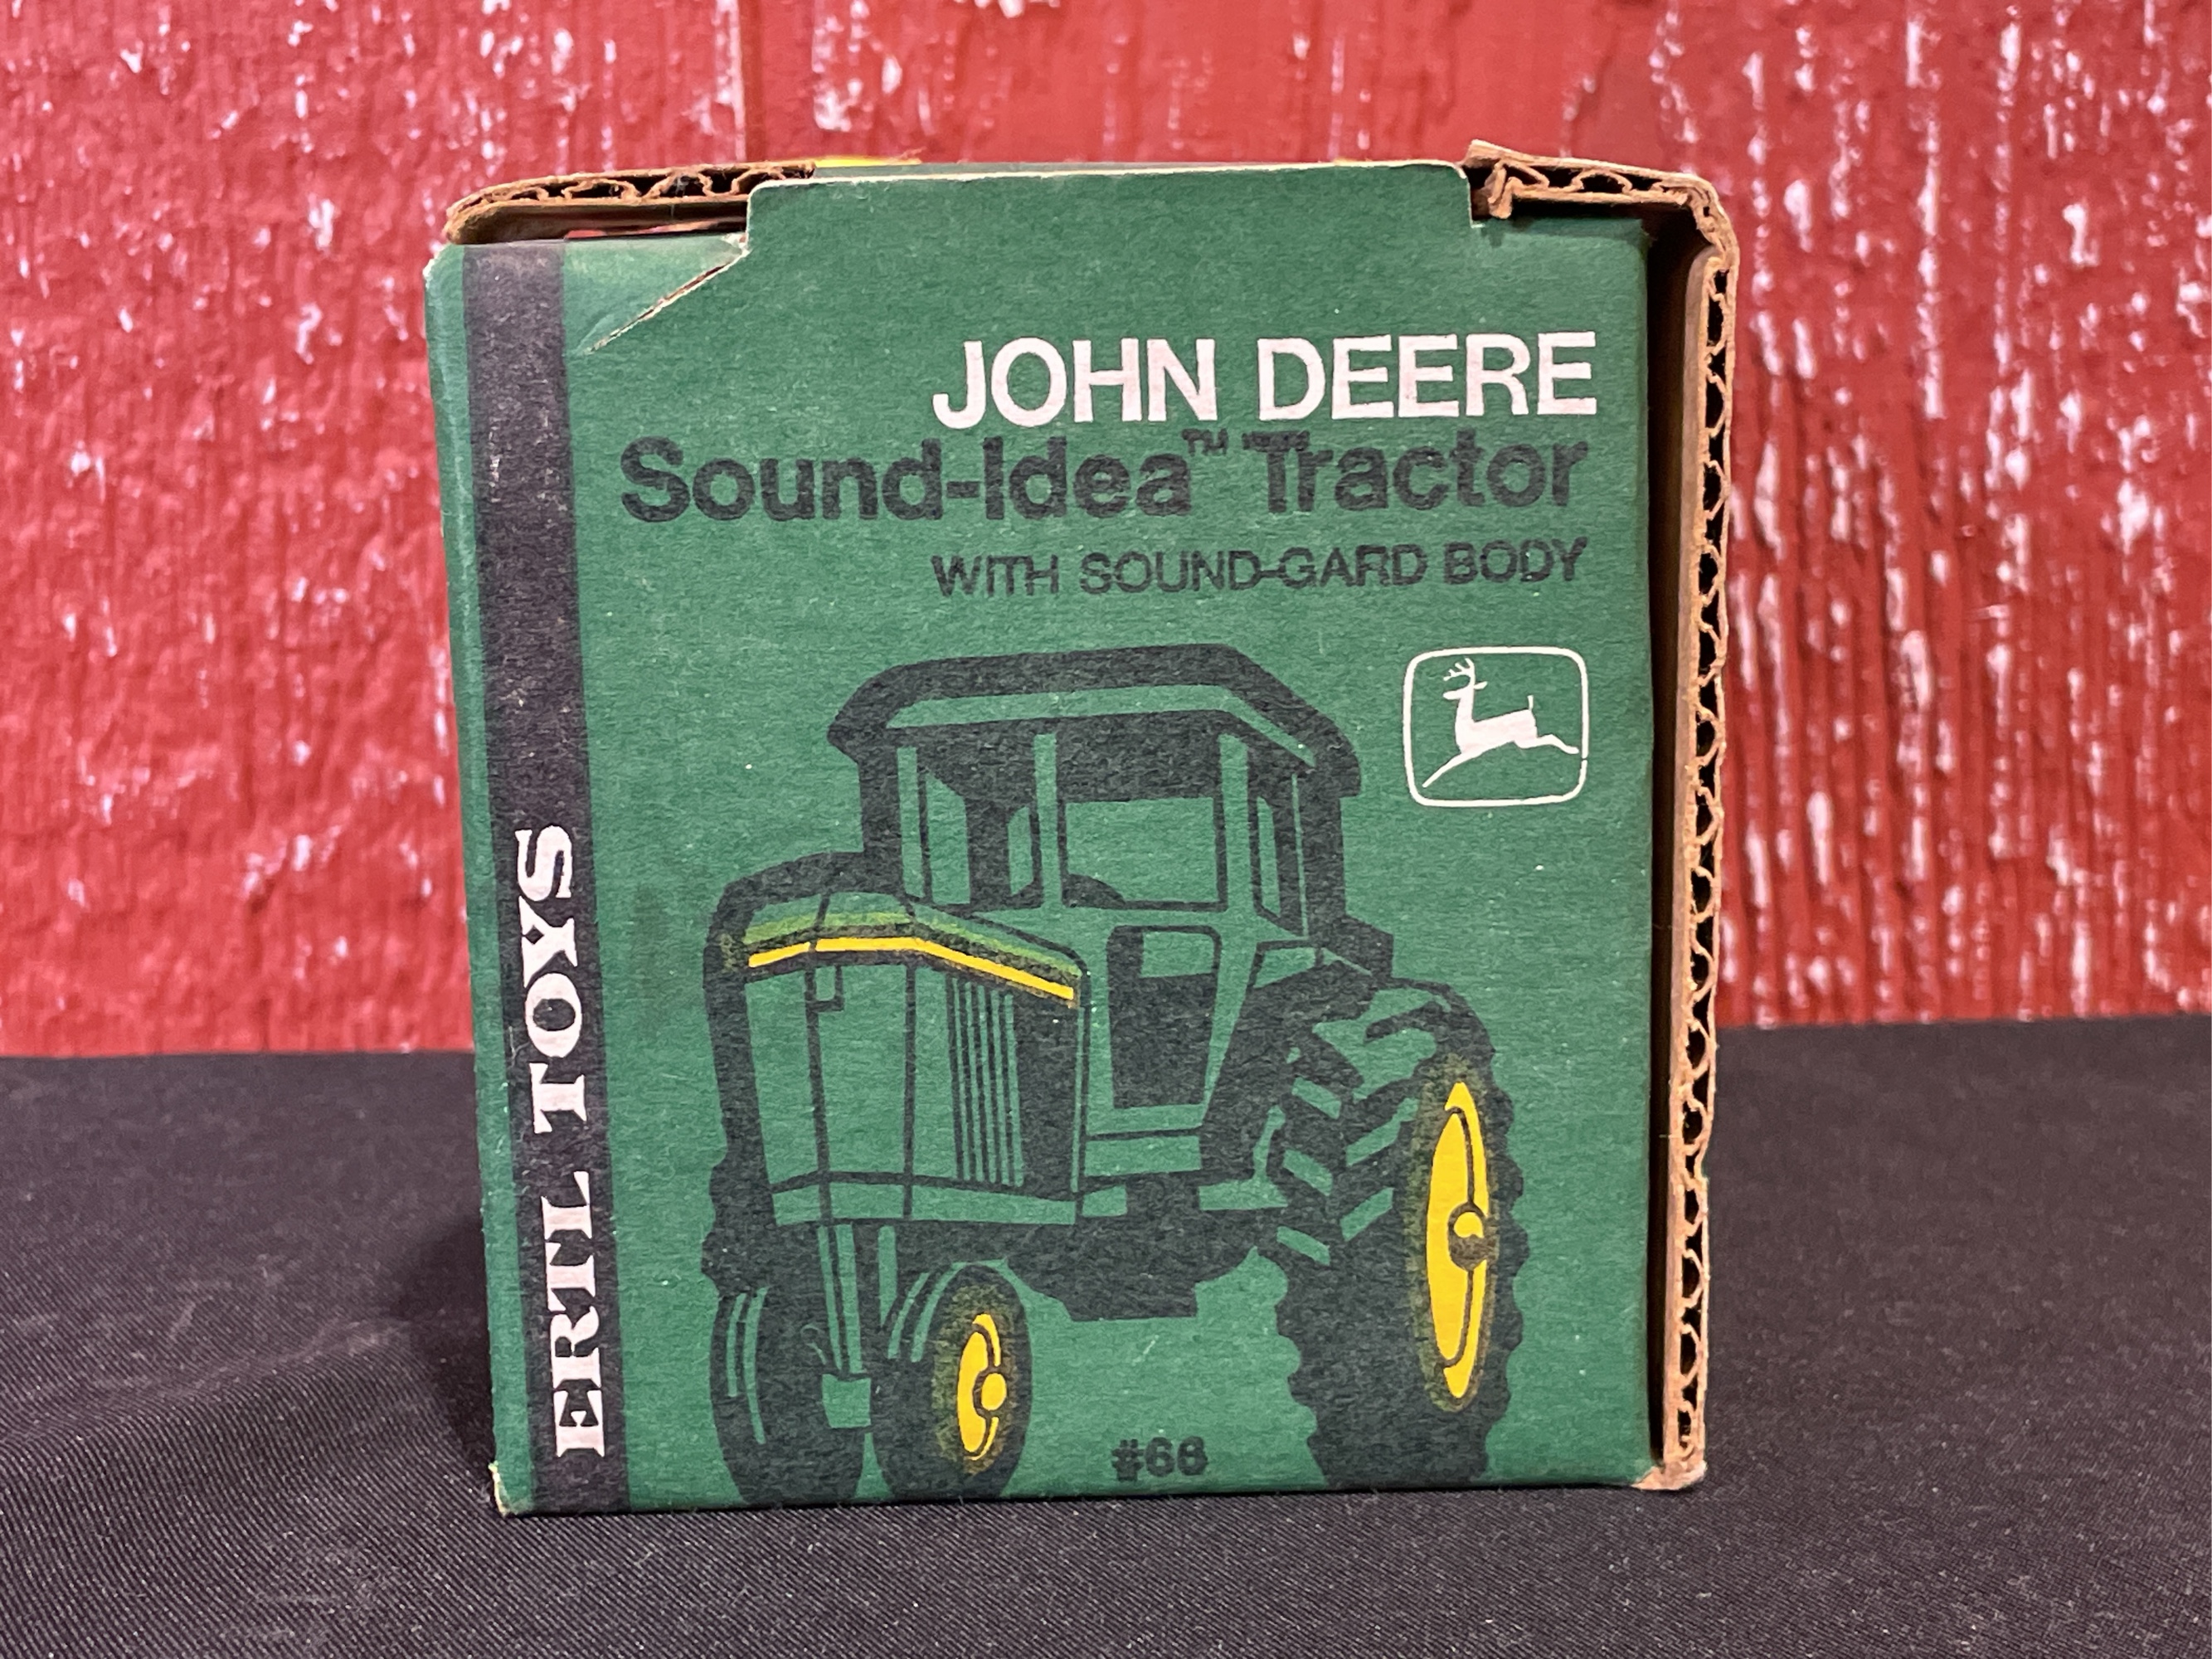 JOHN DEERE
Sound-Idea™ Tractor
WITH SOUND-GARD BODY
ERTL TOYS
#66